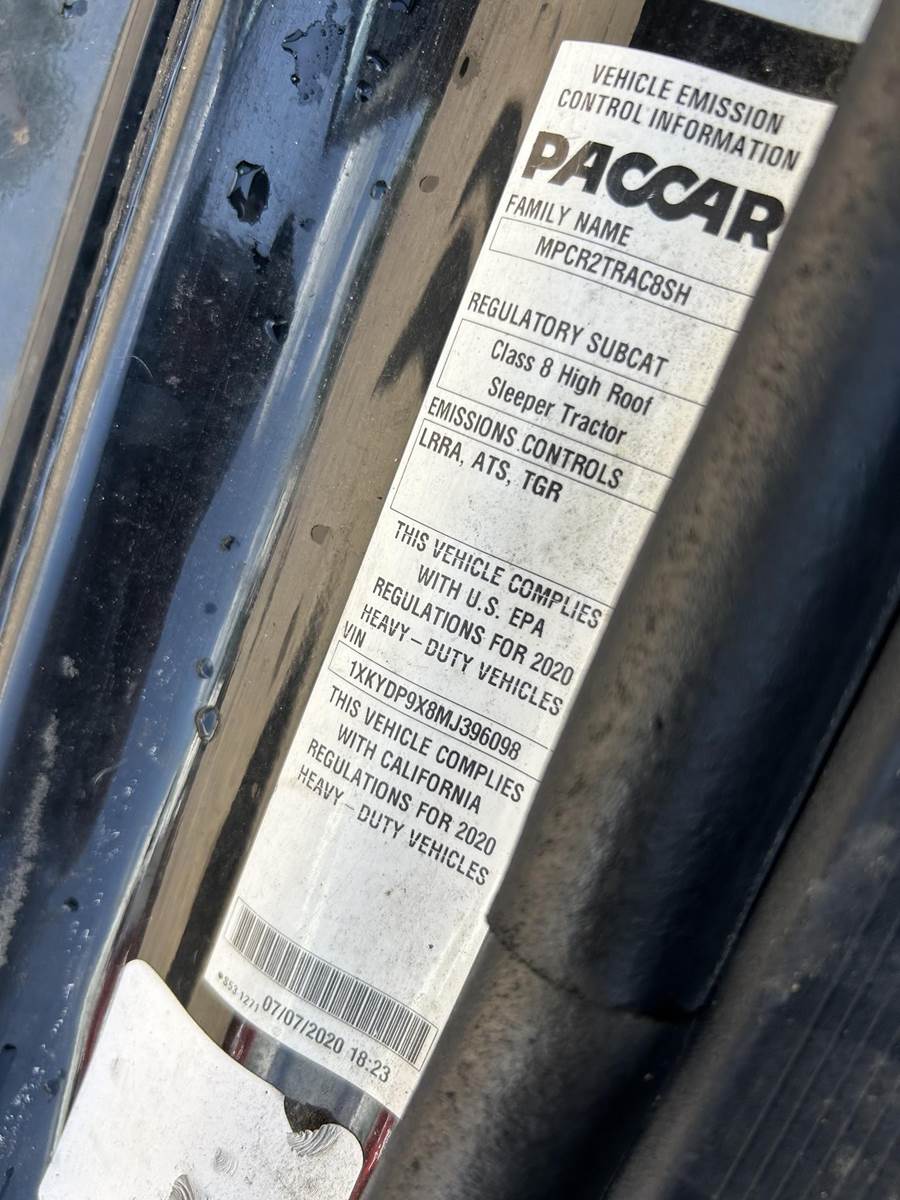 VEHICLE EMISSION
CONTROL INFORMATION
PACCAR
FAMILY NAME
MPCR2TRAC8SH
REGULATORY SUBCAT
Class 8 High Roof
Sleeper Tractor
EMISSIONS CONTROLS
LRRA, ATS, TGR
THIS VEHICLE COMPLIES
WITH U.S. EPA
REGULATIONS FOR 2020
HEAVY-DUTY VEHICLES
VIN
1XKYDP9X8MJ396098
THIS VEHICLE COMPLIES
WITH CALIFORNIA
REGULATIONS FOR 2020
HEAVY-DUTY VEHICLES
S53-1271 07/07/2020 18:23